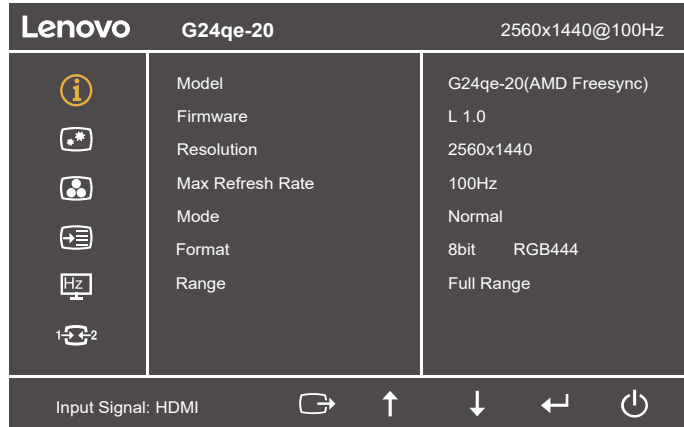 Lenovo G24qe-20 2560x1440@100Hz
Model G24qe-20(AMD Freesync)
Firmware L 1.0
Resolution 2560x1440
Max Refresh Rate 100Hz
Mode Normal
Format 8bit RGB444
Range Full Range
Hz
1 2
Input Signal: HDMI